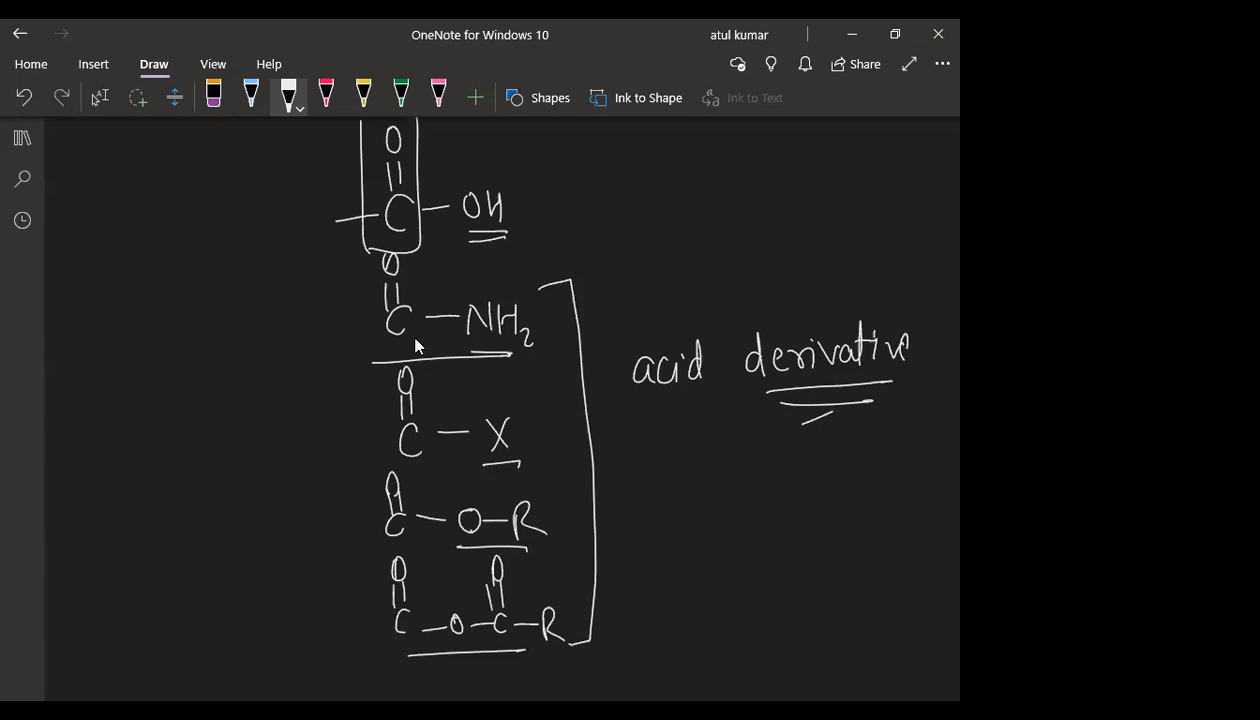 OneNote for Windows 10
atul kumar
Home Insert Draw View Help
Share
Shapes Ink to Shape Ink to Text
O
C - OH
O
C - NH2
acid derivative
O
C - X
O
C - O - R
O O
C - O - C - R